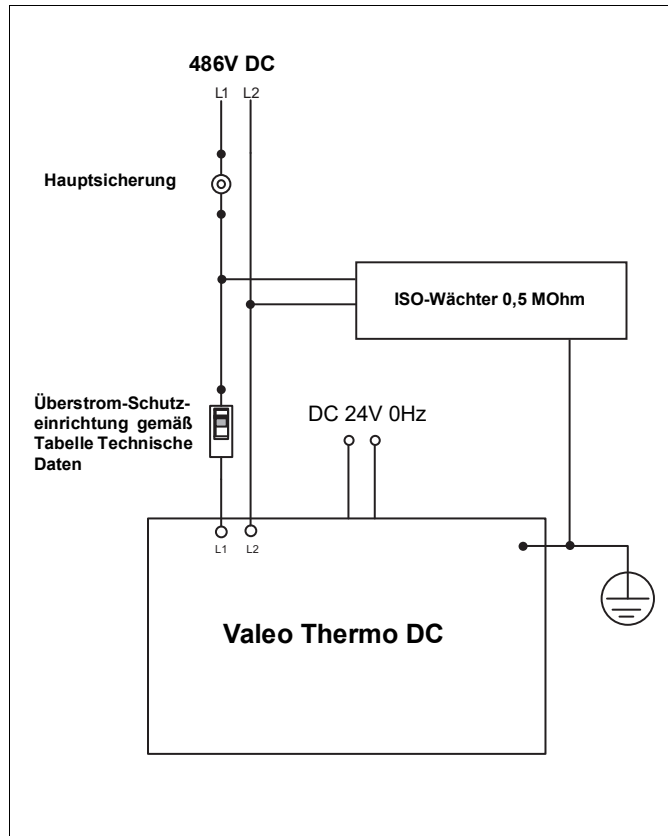 486V DC
L1 L2
Hauptsicherung
ISO-Wächter 0,5 MOhm
Überstrom-Schutz-
einrichtung gemäß
Tabelle Technische
Daten
DC 24V 0Hz
L1 L2
Valeo Thermo DC